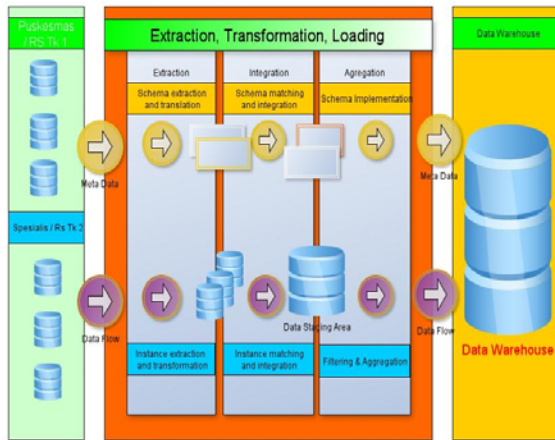 Puskesmas
/ RS Tk 1
Extraction, Transformation, Loading
Data Warehouse
Extraction
Integration
Agregation
Schema extraction
and translation
Schema matching
and integration
Schema Implementation
Meta Data
Meta Data
Spesialis / Rs Tk 2
Data Flow
Data Staging Area
Data Flow
Instance extraction
and transformation
Instance matching
and integration
Filtering & Aggregation
Data Warehouse